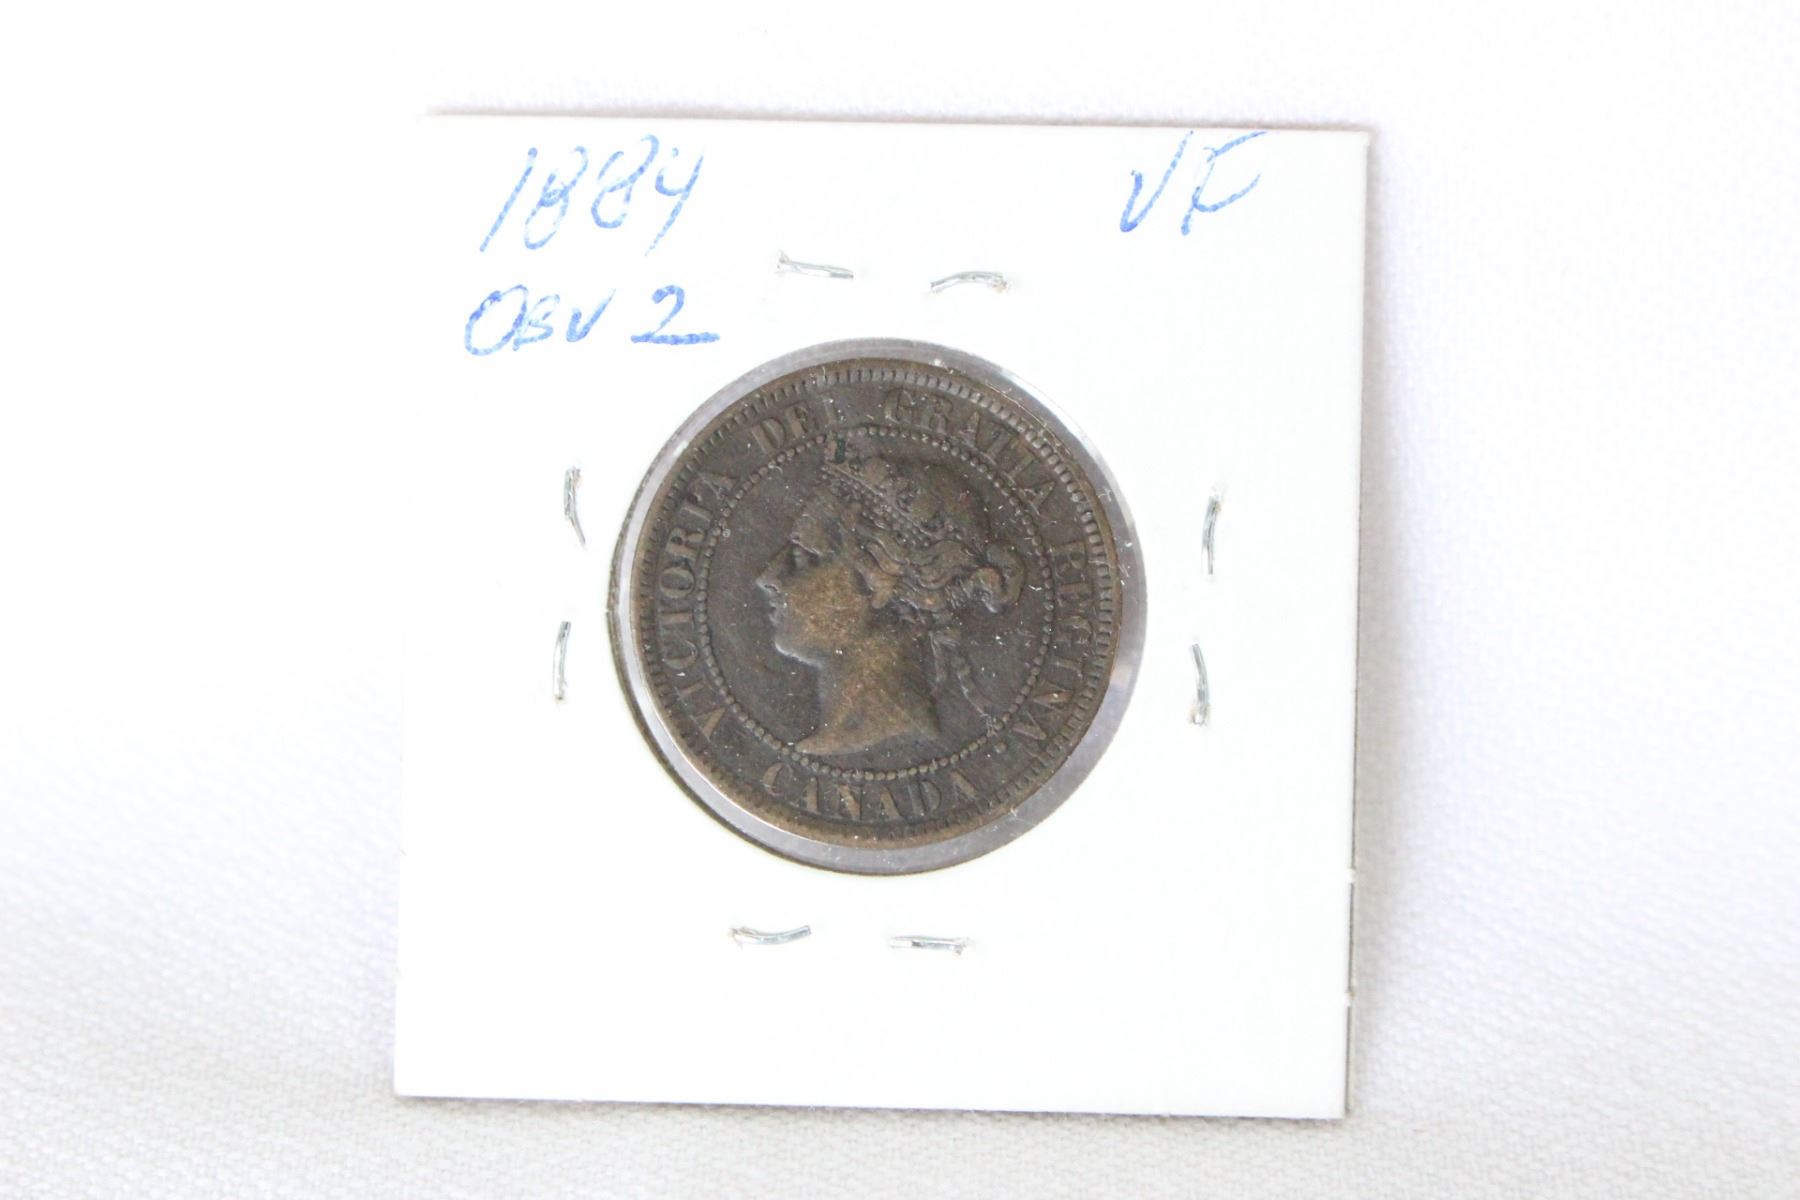 1884
VF
OBV 2
VICTORIA DEI GRATIA REGINA.
CANADA